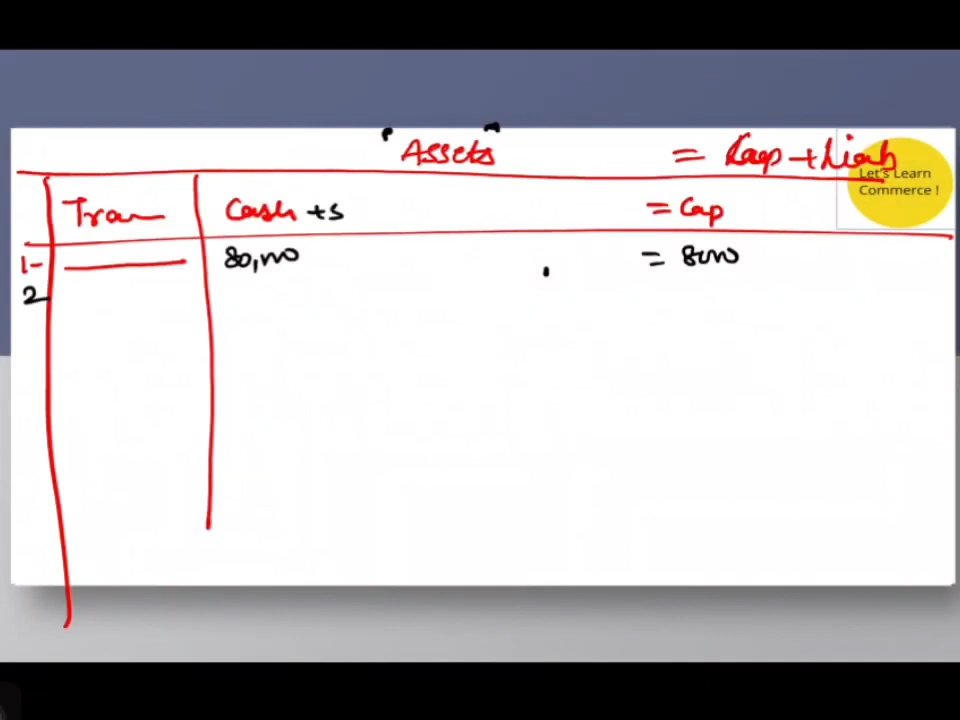 Assets = Cap + Liab
Let's Learn
Commerce !
Tran Cash + S = Cap
1- 80,000 = 8000
2